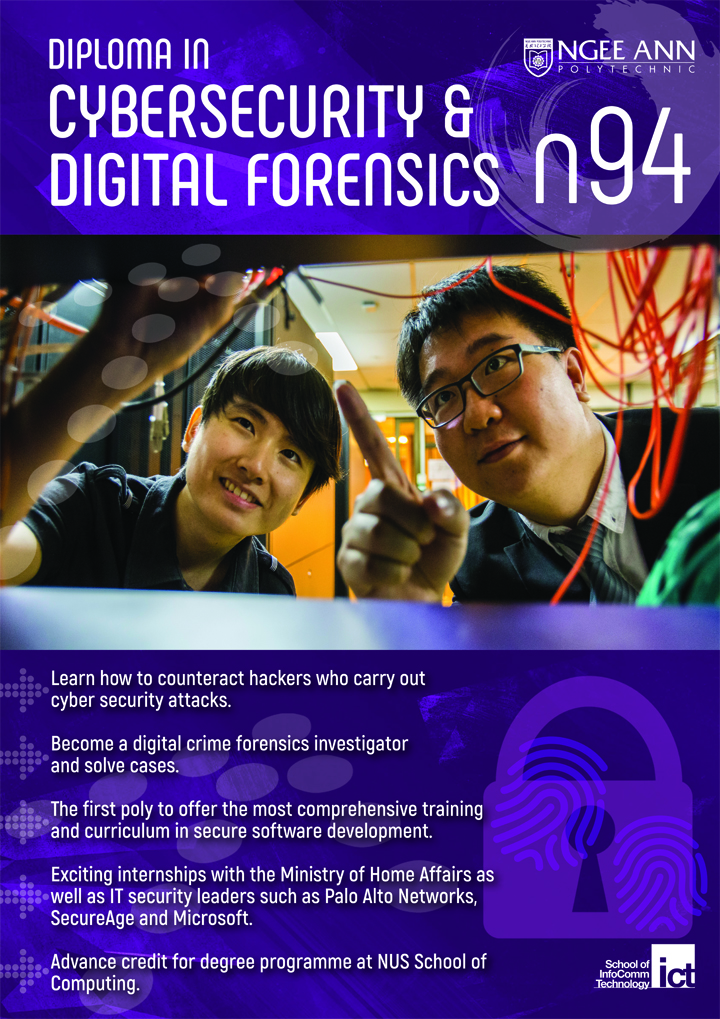 DIPLOMA IN
CYBERSECURITY &
DIGITAL FORENSICS
NGEE ANN
POLYTECHNIC
n94
Learn how to counteract hackers who carry out
cyber security attacks.
Become a digital crime forensics investigator
and solve cases.
The first poly to offer the most comprehensive training
and curriculum in secure software development.
Exciting internships with the Ministry of Home Affairs as
well as IT security leaders such as Palo Alto Networks,
SecureAge and Microsoft.
Advance credit for degree programme at NUS School of
Computing.
School of
InfoComm
Technology
ict